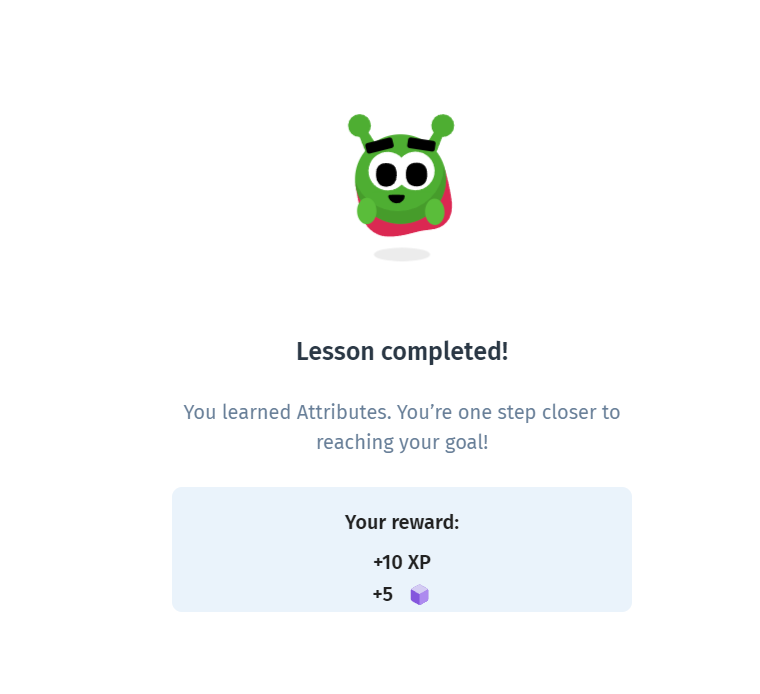 Lesson completed!
You learned Attributes. You’re one step closer to
reaching your goal!
Your reward:
+10 XP
+5